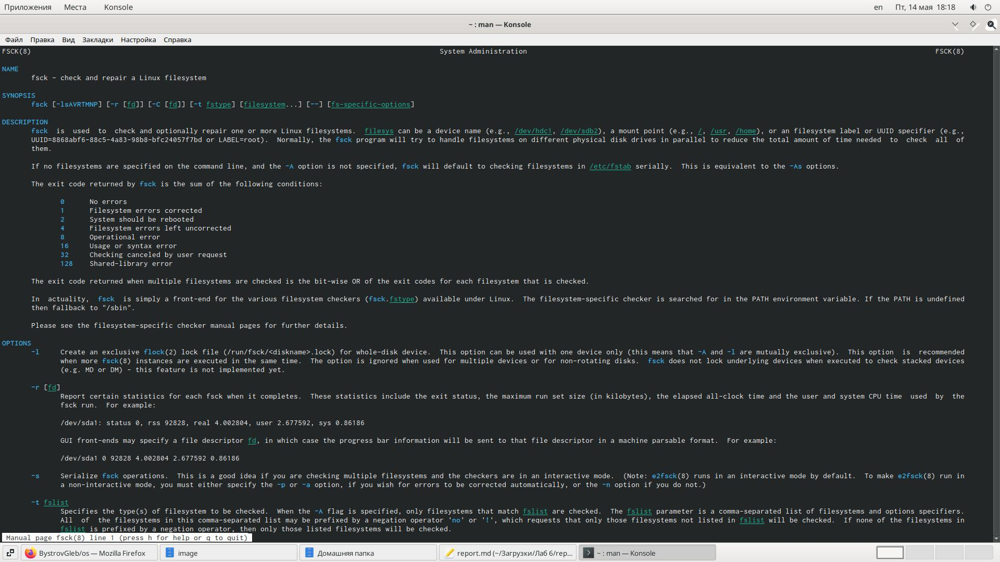 Приложения Места Konsole en Пт, 14 мая 18:18
~ : man — Konsole
Файл Правка Вид Закладки Настройка Справка
FSCK(8) System Administration FSCK(8)
NAME
fsck - check and repair a Linux filesystem
SYNOPSIS
fsck [-lsAVRTMNP] [-r [fd]] [-C [fd]] [-t fstype] [filesystem...] [--] [fs-specific-options]
DESCRIPTION
fsck is used to check and optionally repair one or more Linux filesystems. filesys can be a device name (e.g., /dev/hdc1, /dev/sdb2), a mount point (e.g., /, /usr, /home), or an filesystem label or UUID specifier (e.g.,
UUID=8868abf6-88c5-4a83-98b8-bfc24057f7bd or LABEL=root). Normally, the fsck program will try to handle filesystems on different physical disk drives in parallel to reduce the total amount of time needed to check all of
them.
If no filesystems are specified on the command line, and the -A option is not specified, fsck will default to checking filesystems in /etc/fstab serially. This is equivalent to the -As options.
The exit code returned by fsck is the sum of the following conditions:
0 No errors
1 Filesystem errors corrected
2 System should be rebooted
4 Filesystem errors left uncorrected
8 Operational error
16 Usage or syntax error
32 Checking canceled by user request
128 Shared-library error
The exit code returned when multiple filesystems are checked is the bit-wise OR of the exit codes for each filesystem that is checked.
In actuality, fsck is simply a front-end for the various filesystem checkers (fsck.fstype) available under Linux. The filesystem-specific checker is searched for in the PATH environment variable. If the PATH is undefined
then fallback to "/sbin".
Please see the filesystem-specific checker manual pages for further details.
OPTIONS
-l Create an exclusive flock(2) lock file (/run/fsck/<diskname>.lock) for whole-disk device. This option can be used with one device only (this means that -A and -l are mutually exclusive). This option is recommended
when more fsck(8) instances are executed in the same time. The option is ignored when used for multiple devices or for non-rotating disks. fsck does not lock underlying devices when executed to check stacked devices
(e.g. MD or DM) - this feature is not implemented yet.
-r [fd]
Report certain statistics for each fsck when it completes. These statistics include the exit status, the maximum run set size (in kilobytes), the elapsed all-clock time and the user and system CPU time used by the
fsck run. For example:
/dev/sda1: status 0, rss 92828, real 4.002804, user 2.677592, sys 0.86186
GUI front-ends may specify a file descriptor fd, in which case the progress bar information will be sent to that file descriptor in a machine parsable format. For example:
/dev/sda1 0 92828 4.002804 2.677592 0.86186
-s Serialize fsck operations. This is a good idea if you are checking multiple filesystems and the checkers are in an interactive mode. (Note: e2fsck(8) runs in an interactive mode by default. To make e2fsck(8) run in
a non-interactive mode, you must either specify the -p or -a option, if you wish for errors to be corrected automatically, or the -n option if you do not.)
-t fslist
Specifies the type(s) of filesystem to be checked. When the -A flag is specified, only filesystems that match fslist are checked. The fslist parameter is a comma-separated list of filesystems and options specifiers.
All of the filesystems in this comma-separated list may be prefixed by a negation operator 'no' or '!', which requests that only those filesystems not listed in fslist will be checked. If none of the filesystems in
fslist is prefixed by a negation operator, then only those listed filesystems will be checked.
Manual page fsck(8) line 1 (press h for help or q to quit)
BystrovGleb/os — Mozilla Firefox image Домашняя папка report.md (~/Загрузки/Лаб 6/rep... ~ : man — Konsole